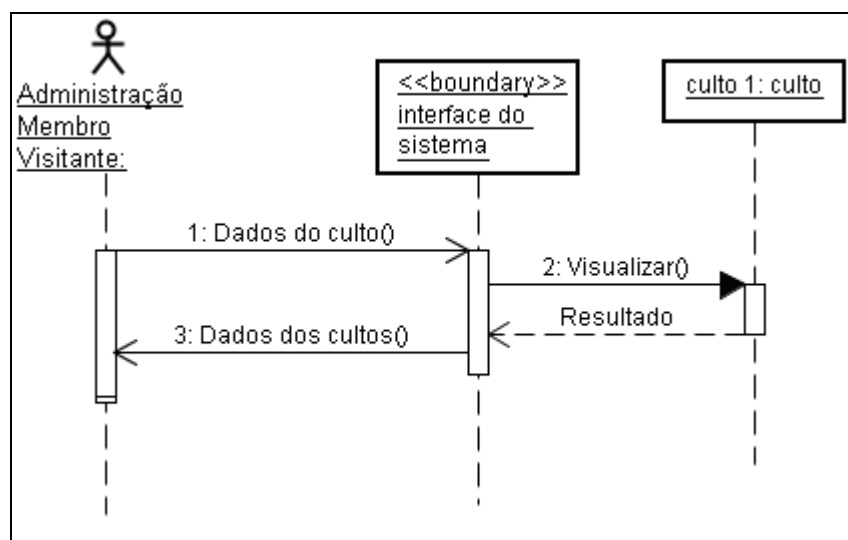 Administração
Membro
Visitante:
<<boundary>>
interface do
sistema
culto 1: culto
1: Dados do culto()
2: Visualizar()
Resultado
3: Dados dos cultos()